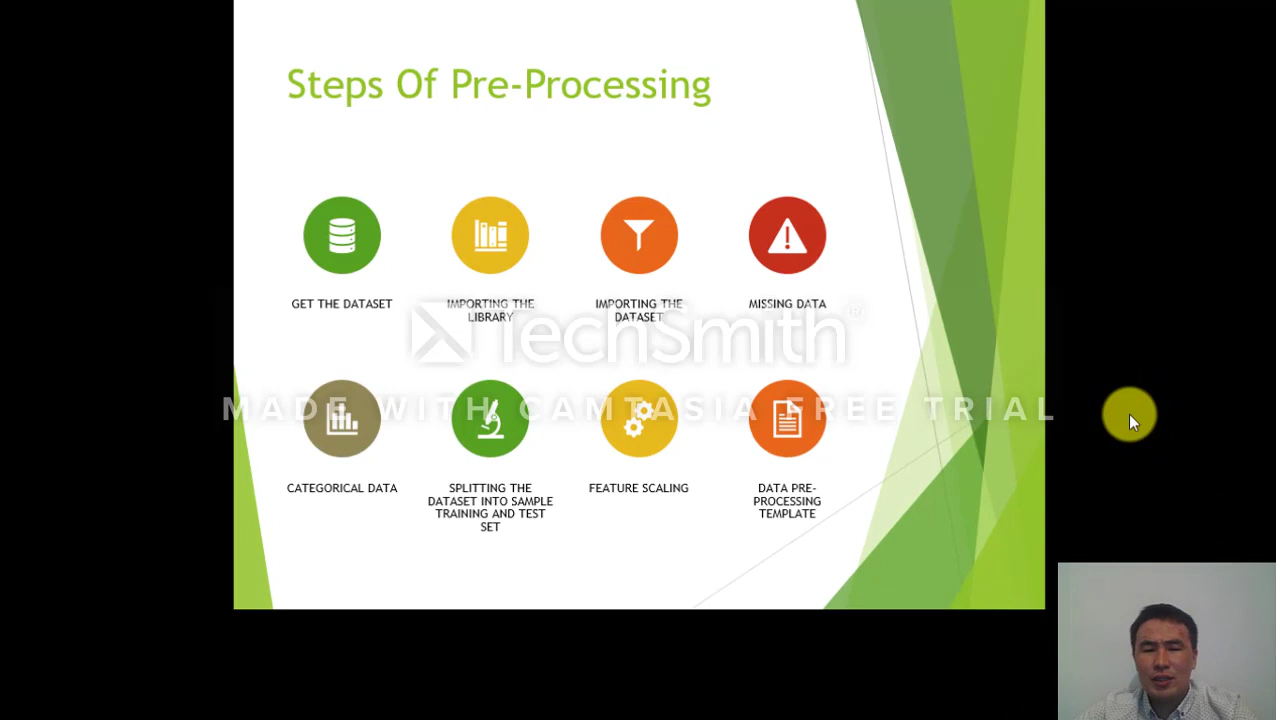 Steps Of Pre-Processing
GET THE DATASET
IMPORTING THE
LIBRARY
IMPORTING THE
DATASET
MISSING DATA
TechSmith®
MADE WITH CAMTASIA FREE TRIAL
CATEGORICAL DATA
SPLITTING THE
DATASET INTO SAMPLE
TRAINING AND TEST
SET
FEATURE SCALING
DATA PRE-
PROCESSING
TEMPLATE